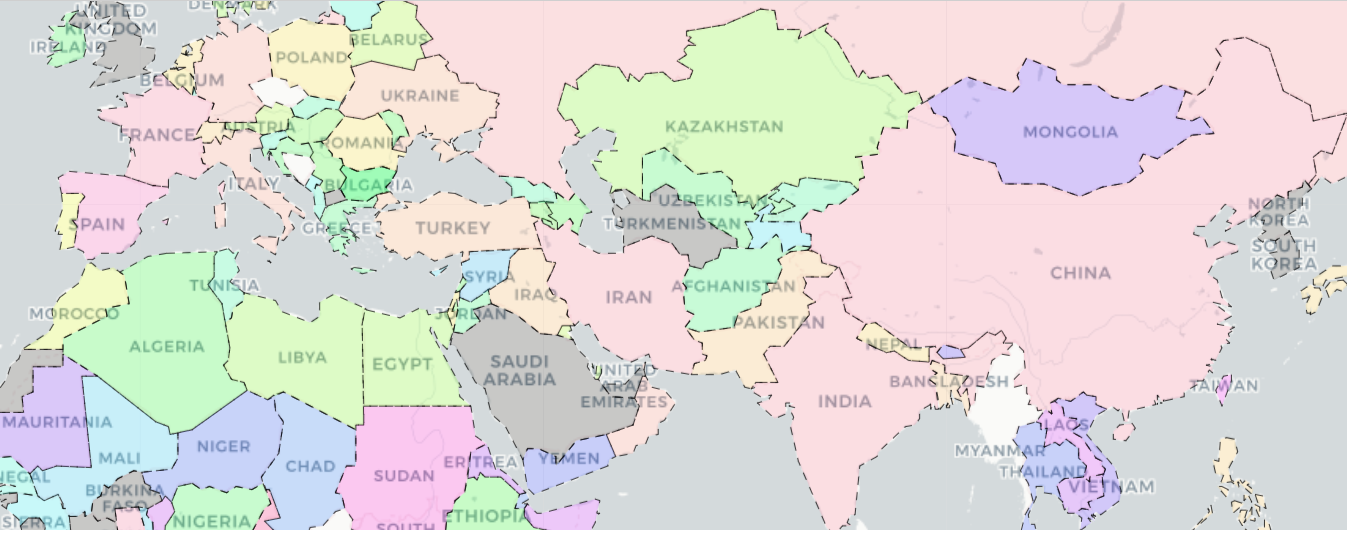 DENMARK
UNITED
KINGDOM
IRELAND
BELARUS
POLAND
BELGIUM
UKRAINE
FRANCE
AUSTRIA
ROMANIA
KAZAKHSTAN
MONGOLIA
ITALY
BULGARIA
SPAIN
GREECE
TURKEY
UZBEKISTAN
TURKMENISTAN
NORTH
KOREA
SOUTH
KOREA
CHINA
TUNISIA
SYRIA
IRAQ
IRAN
AFGHANISTAN
MOROCCO
JORDAN
PAKISTAN
ALGERIA
LIBYA
EGYPT
SAUDI
ARABIA
UNITED
ARAB
EMIRATES
NEPAL
BANGLADESH
INDIA
TAIWAN
MAURITANIA
MALI
NIGER
CHAD
SUDAN
ERITREA
YEMEN
MYANMAR
LAOS
THAILAND
VIETNAM
NEGAL
BURKINA
FASO
SIERRA
NIGERIA
SOUTH
ETHIOPIA